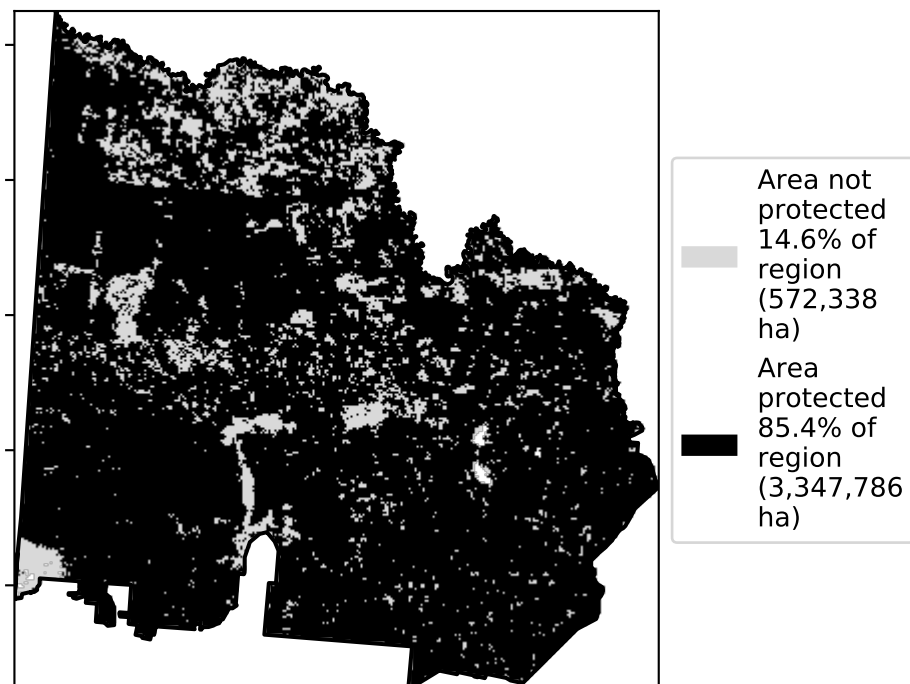 Area not
protected
14.6% of
region
(572,338
ha)
Area
protected
85.4% of
region
(3,347,786
ha)